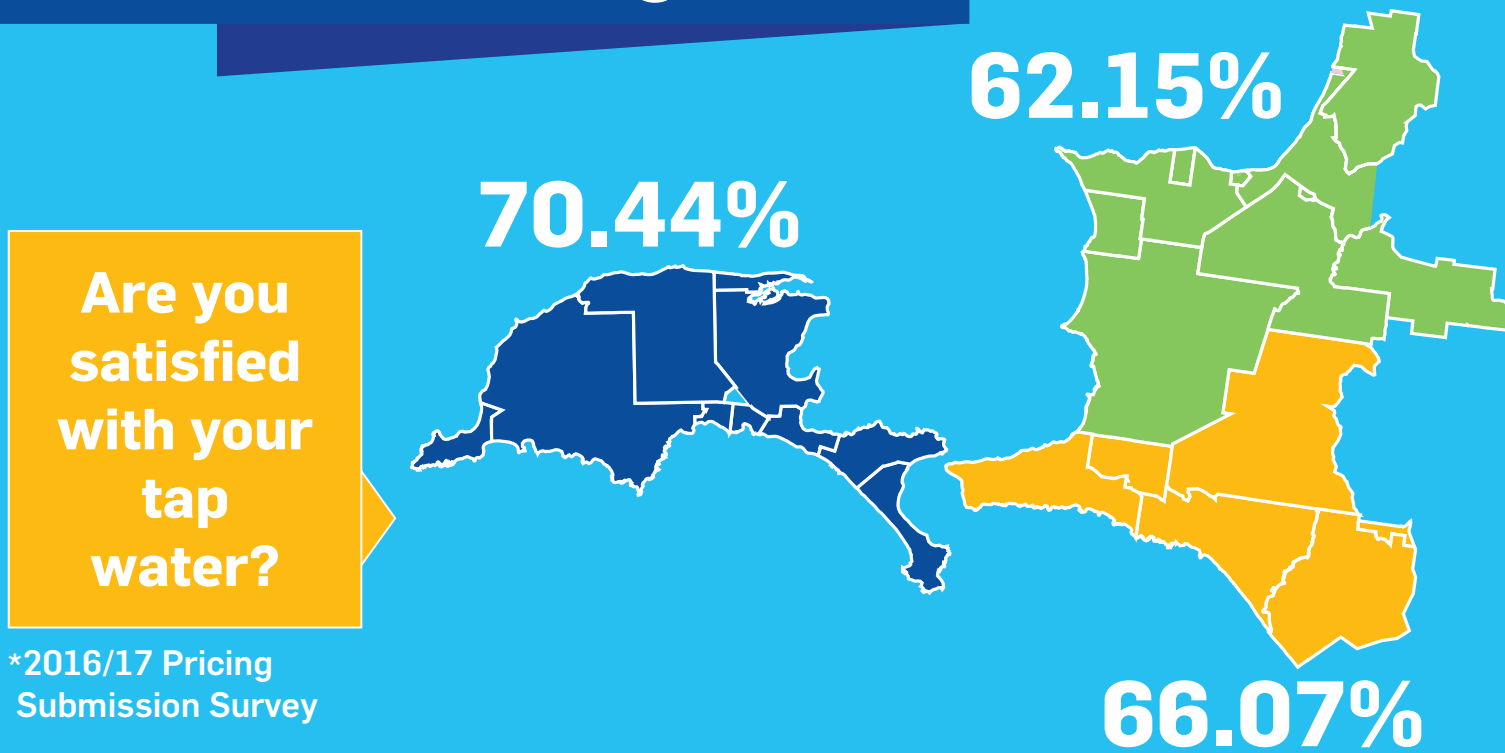 62.15%
70.44%
Are you
satisfied
with your
tap
water?
*2016/17 Pricing
Submission Survey
66.07%